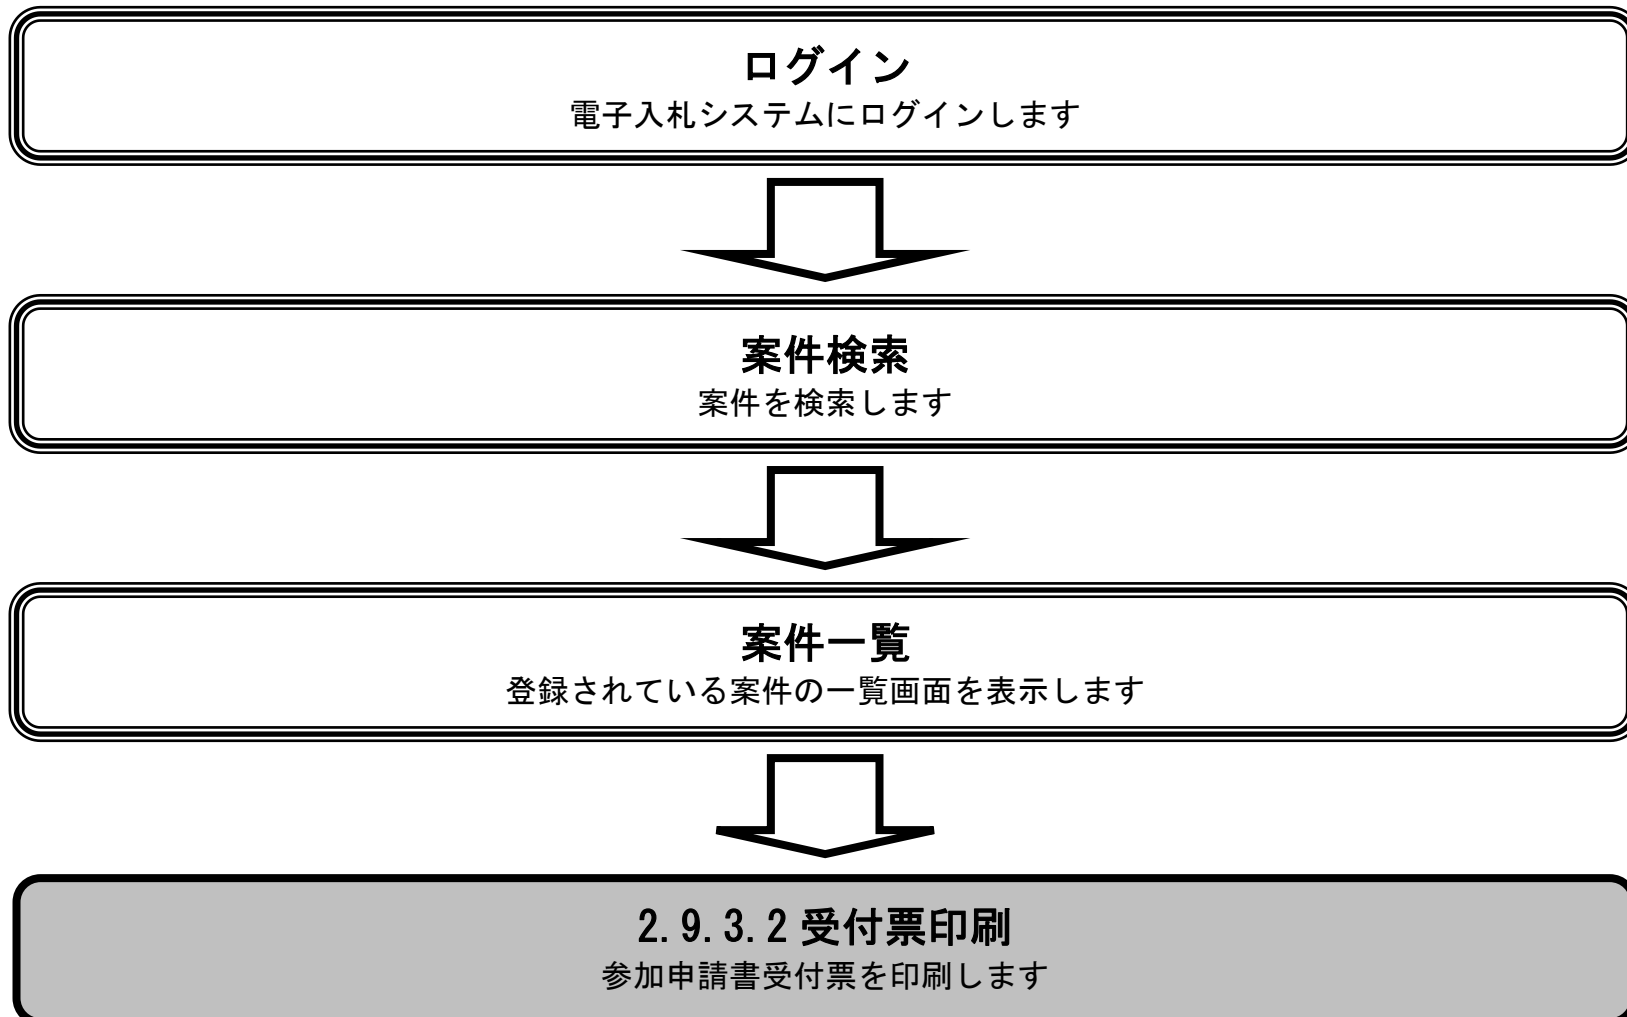 ログイン
電子入札システムにログインします
案件検索
案件を検索します
案件一覧
登録されている案件の一覧画面を表示します
2.9.3.2 受付票印刷
参加申請書受付票を印刷します